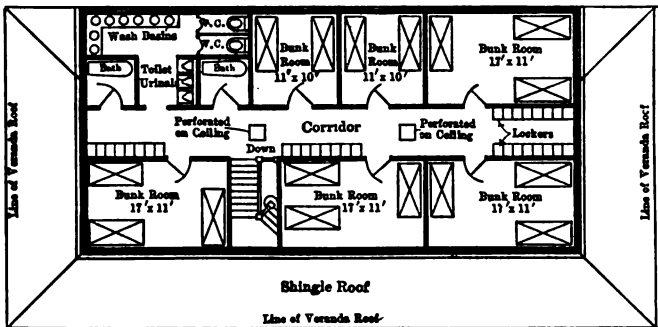 Wash Basins
W.C.
W.C.
Bath
Toilet
Urinals
Bath
Bunk
Room
11'x 10'
Bunk
Room
11'x 10'
Bunk Room
17'x 11'
Perforated
on Ceiling
Corridor
Perforated
on Ceiling
Lockers
Down
Bunk Room
17'x 11'
Bunk Room
17'x 11'
Bunk Room
17'x 11'
Line of Veranda Roof
Line of Veranda Roof
Shingle Roof
Line of Veranda Roof